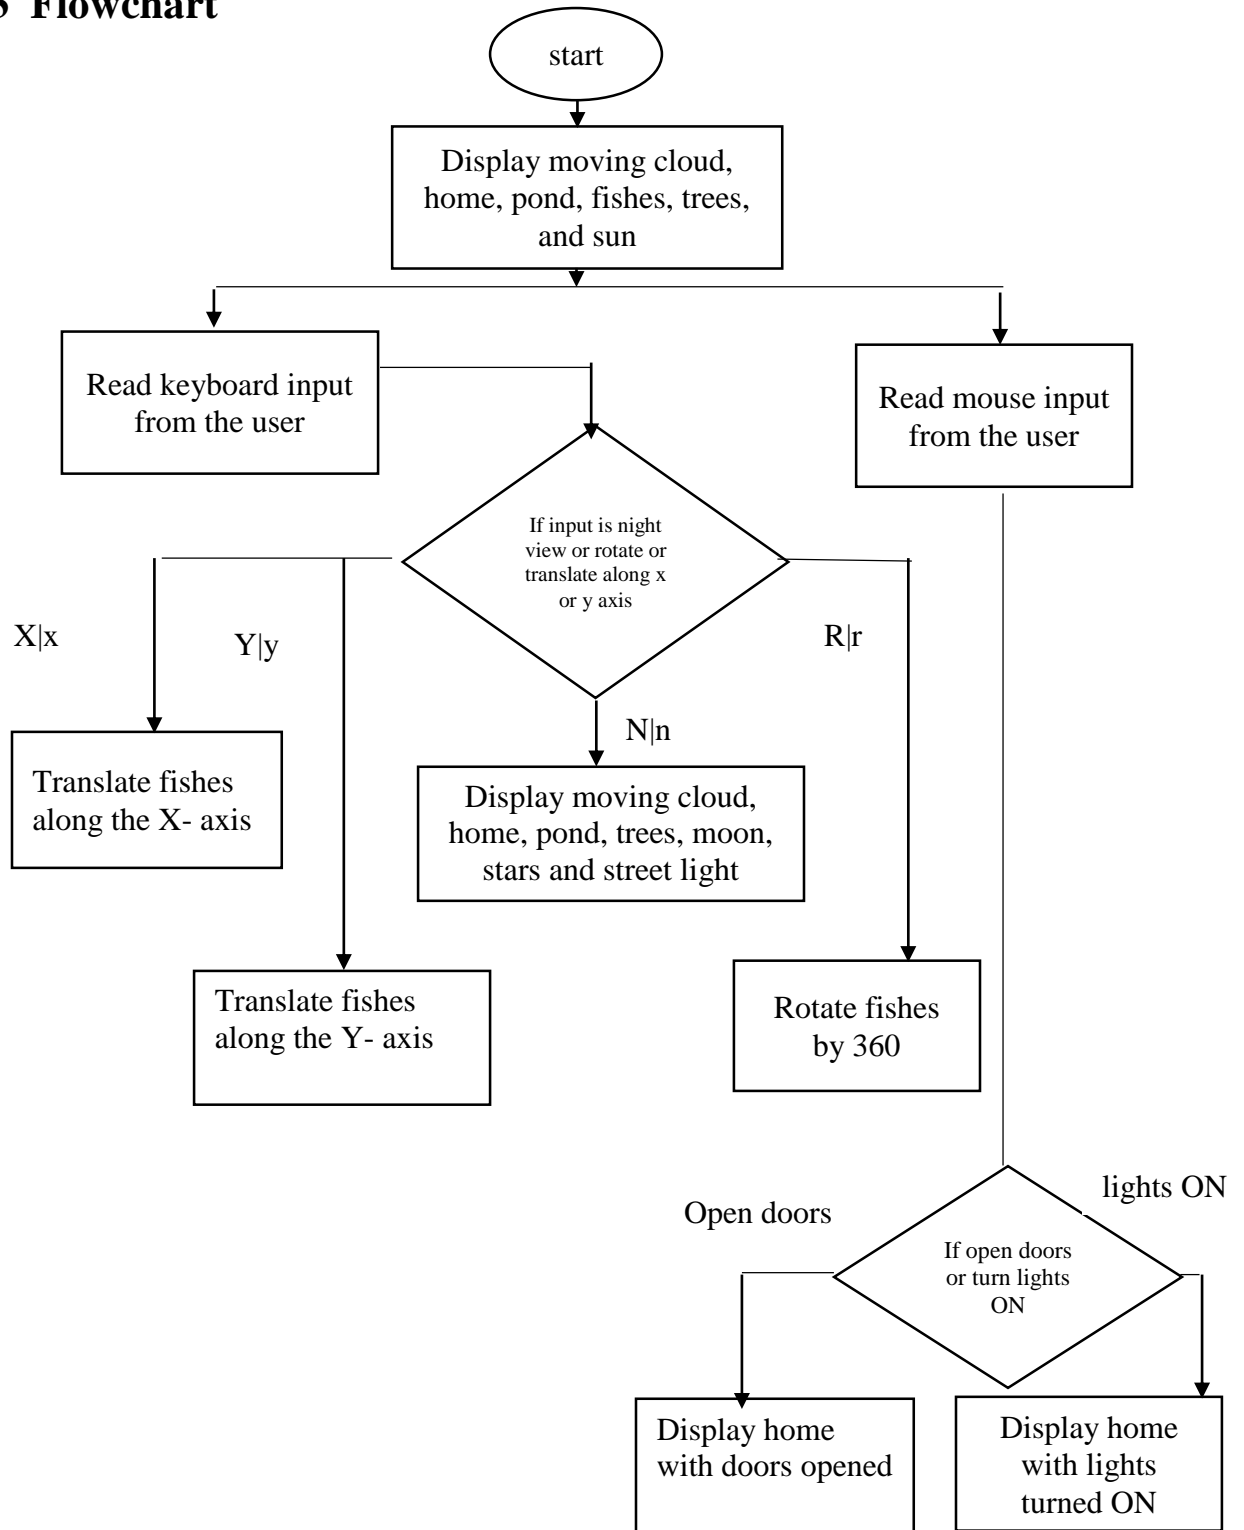 Flowchart
start
Display moving cloud,
home, pond, fishes, trees,
and sun
Read keyboard input
from the user
Read mouse input
from the user
If input is night
view or rotate or
translate along x
or y axis
X|x
Y|y
R|r
N|n
Translate fishes
along the X- axis
Display moving cloud,
home, pond, trees, moon,
stars and street light
Translate fishes
along the Y- axis
Rotate fishes
by 360
Open doors
lights ON
If open doors
or turn lights
ON
Display home
with doors opened
Display home
with lights
turned ON